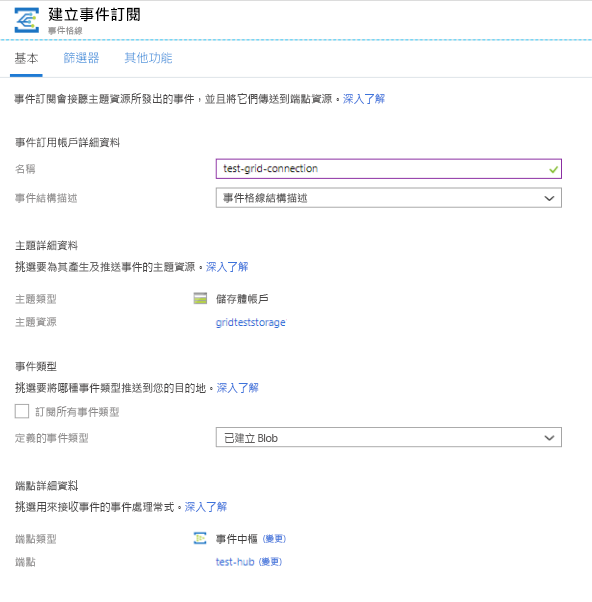 建立事件訂閱
事件格線
基本 篩選器 其他功能
事件訂閱會接聽主題資源所發出的事件，並且將它們傳送到端點資源。深入了解
事件訂用帳戶詳細資料
名稱 test-grid-connection
事件結構描述 事件格線結構描述
主題詳細資料
挑選要為其產生及推送事件的主題資源。深入了解
主題類型 儲存體帳戶
主題資源 gridteststorage
事件類型
挑選要將哪種事件類型推送到您的目的地。深入了解
訂閱所有事件類型
定義的事件類型 已建立 Blob
端點詳細資料
挑選用來接收事件的事件處理常式。深入了解
端點類型 事件中樞 (變更)
端點 test-hub (變更)